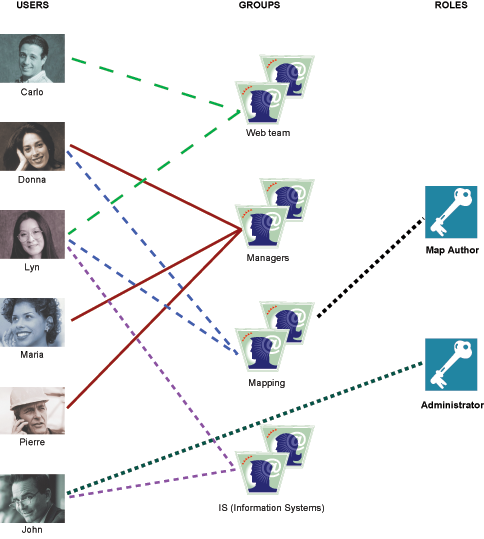 USERS GROUPS ROLES
Carlo
Web team
Donna
Map Author
Lyn
Managers
Maria
Mapping
Administrator
Pierre
IS (Information Systems)
John